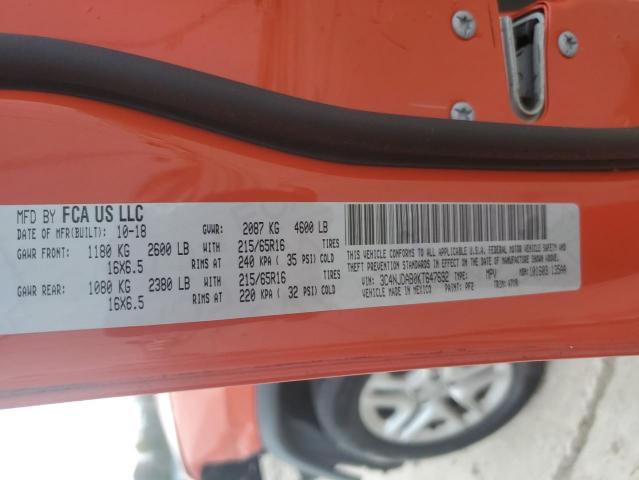 MFD BY FCA US LLC
DATE OF MFR(BUILT): 10-18 GVWR: 2087 KG 4600 LB
GAWR FRONT: 1180 KG 2600 LB WITH 215/65R16 TIRES
16X6.5 RIMS AT 240 KPA ( 35 PSI) COLD
GAWR REAR: 1080 KG 2380 LB WITH 215/65R16 TIRES
16X6.5 RIMS AT 220 KPA ( 32 PSI) COLD
THIS VEHICLE CONFORMS TO ALL APPLICABLE U.S.A. FEDERAL MOTOR VEHICLE SAFETY AND
THEFT PREVENTION STANDARDS IN EFFECT ON THE DATE OF MANUFACTURE SHOWN ABOVE.
VIN: 3C4NJDAB0KT647692 TYPE: MPV
VEHICLE MADE IN MEXICO PAINT: PF2 TRIM: